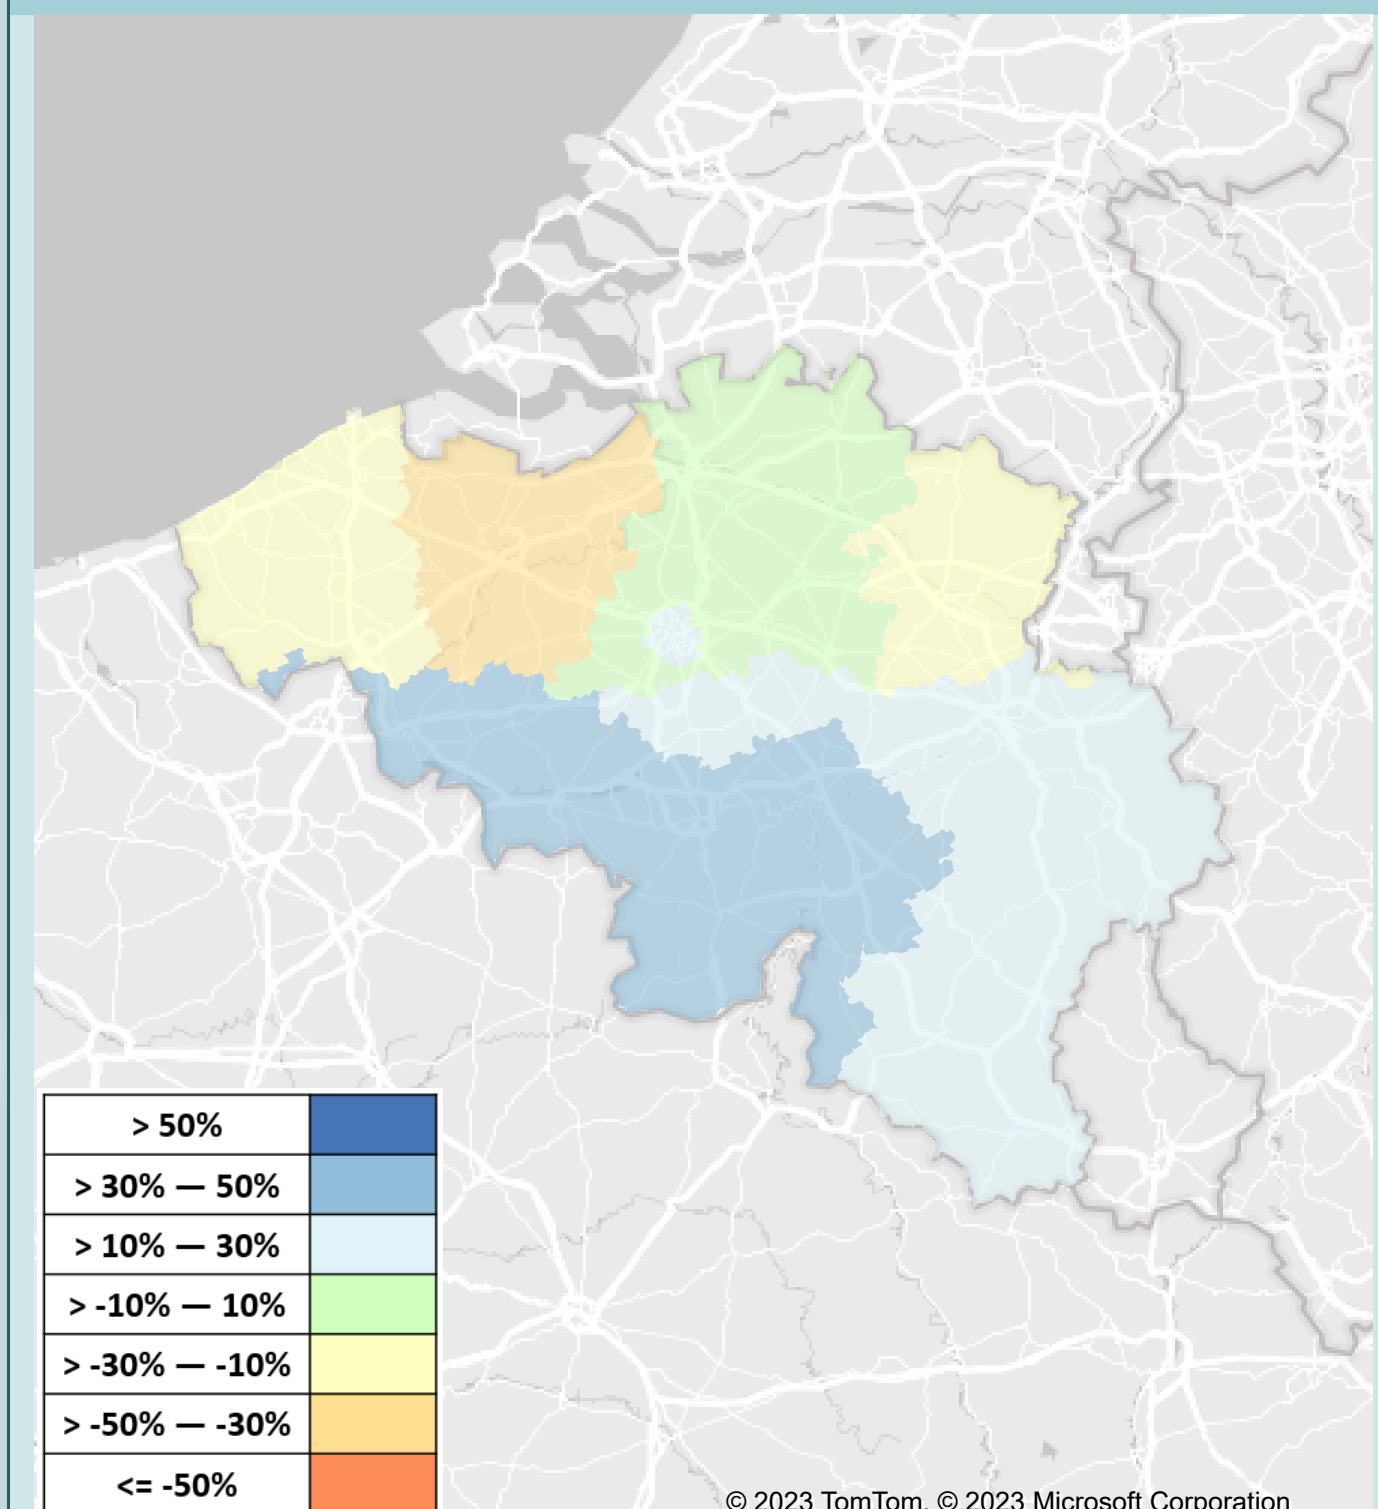 > 50%
> 30% — 50%
> 10% — 30%
> -10% — 10%
> -30% — -10%
> -50% — -30%
<= -50%
© 2023 TomTom, © 2023 Microsoft Corporation